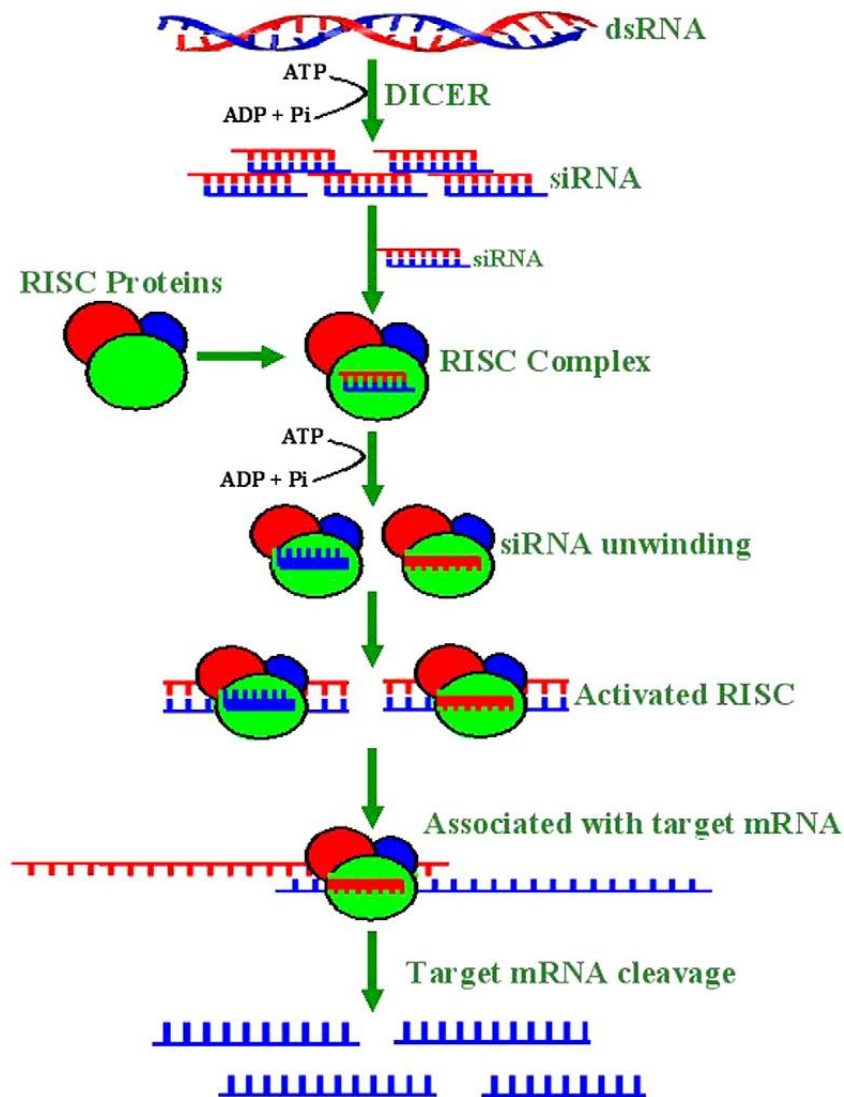 dsRNA
ATP
DICER
ADP + Pi
siRNA
siRNA
RISC Proteins
RISC Complex
ATP
ADP + Pi
siRNA unwinding
Activated RISC
Associated with target mRNA
Target mRNA cleavage